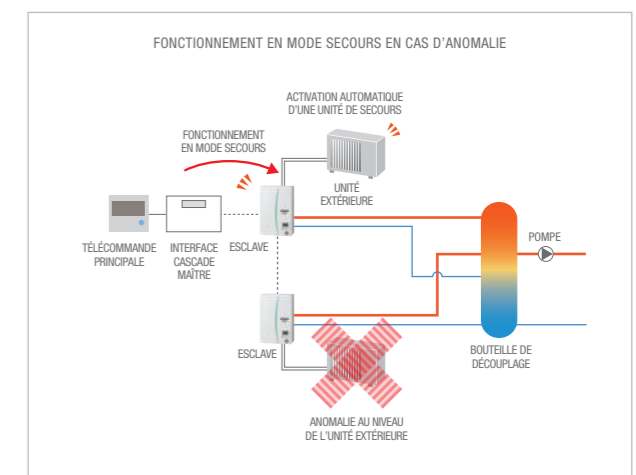 FONCTIONNEMENT EN MODE SECOURS EN CAS D'ANOMALIE
ACTIVATION AUTOMATIQUE
D'UNE UNITÉ DE SECOURS
FONCTIONNEMENT
EN MODE SECOURS
UNITÉ
EXTÉRIEURE
TÉLÉCOMMANDE
PRINCIPALE
INTERFACE
CASCADE
MAÎTRE
ESCLAVE
POMPE
ESCLAVE
BOUTEILLE DE
DÉCOUPLAGE
ANOMALIE AU NIVEAU
DE L'UNITÉ EXTÉRIEURE